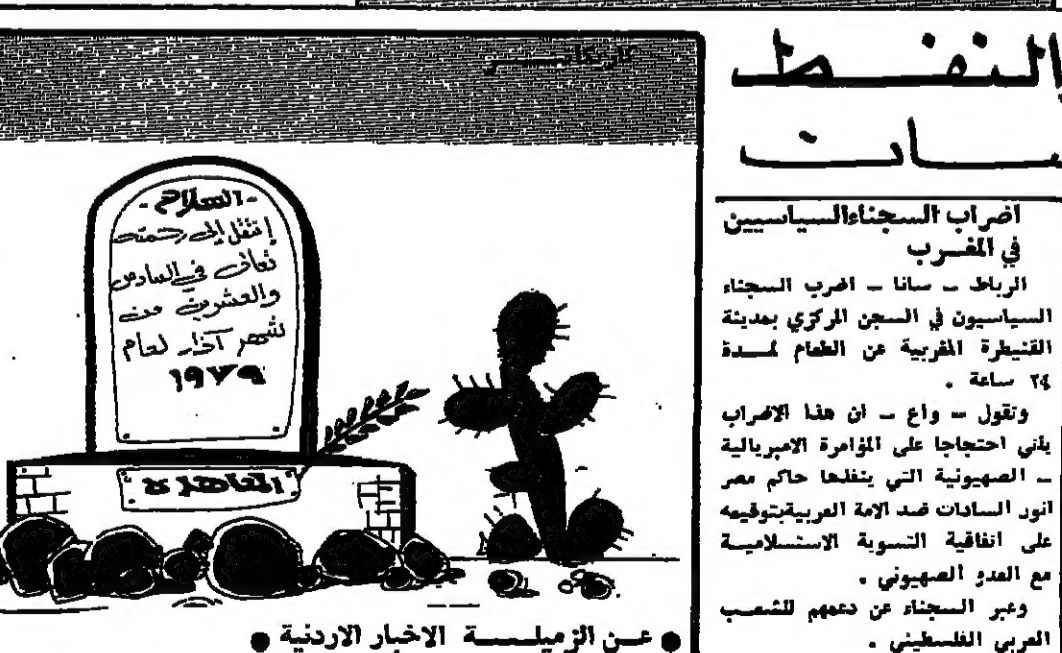 بالنفط
اضراب السجناء السياسيين
في المغرب
الرباط ـ سانا ـ اضرب السجناء
السياسيون في السجن المركزي بمدينة
القنيطرة المغربية عن الطعام لمدة
٢٤ ساعة .
وتقول ـ واع ـ ان هذا الاضراب
يأتي احتجاجا على المؤامرة الامبريالية
ـ الصهيونية التي ينفذها حاكم مصر
انور السادات ضد الامة العربية بتوقيعه
على اتفاقية التسوية الاستسلامية
مع العدو الصهيوني .
وعبر السجناء عن دعمهم للشعب
العربي الفلسطيني .
كاريكاتير
- السلام -
إنتقل إلى رحمته
تعالى في السادس
والعشرين من
شهر آذار لعام
١٩٧٩
المعاهدة
● عن الزميلة الاخبار الاردنية ●